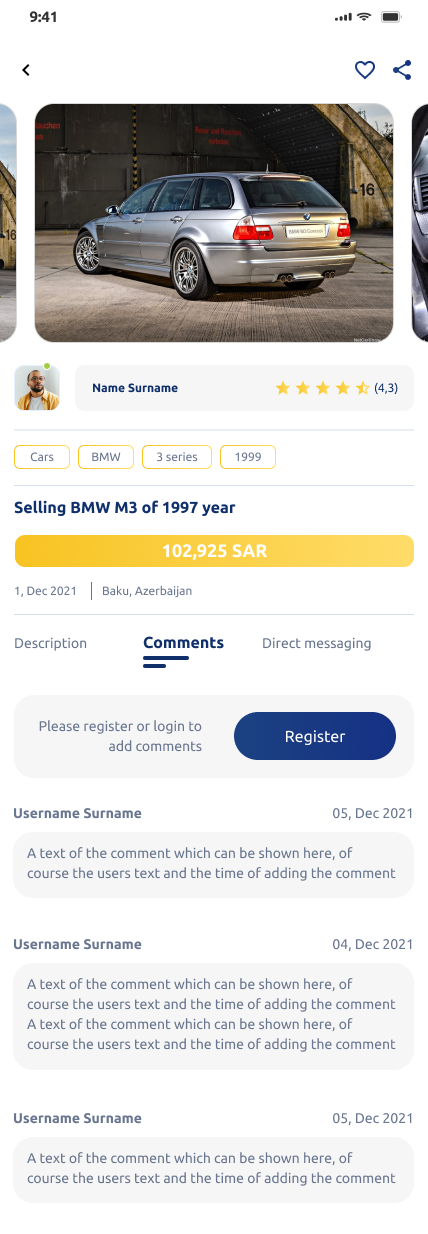 9:41
16
BMW M3 Concept
NetCarShow
Name Surname
(4,3)
Cars
BMW
3 series
1999
Selling BMW M3 of 1997 year
102,925 SAR
1, Dec 2021
Baku, Azerbaijan
Description
Comments
Direct messaging
Please register or login to
add comments
Register
Username Surname
05, Dec 2021
A text of the comment which can be shown here, of
course the users text and the time of adding the comment
Username Surname
04, Dec 2021
A text of the comment which can be shown here, of
course the users text and the time of adding the comment
A text of the comment which can be shown here, of
course the users text and the time of adding the comment
Username Surname
05, Dec 2021
A text of the comment which can be shown here, of
course the users text and the time of adding the comment